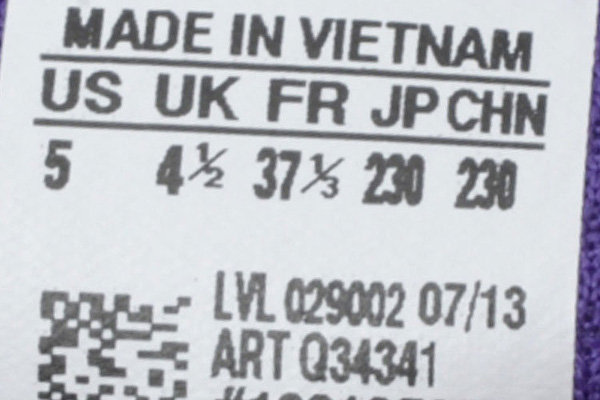 MADE IN VIETNAM
US UK FR JP CHN
5 4½ 37⅓ 230 230
LVL 029002 07/13
ART Q34341